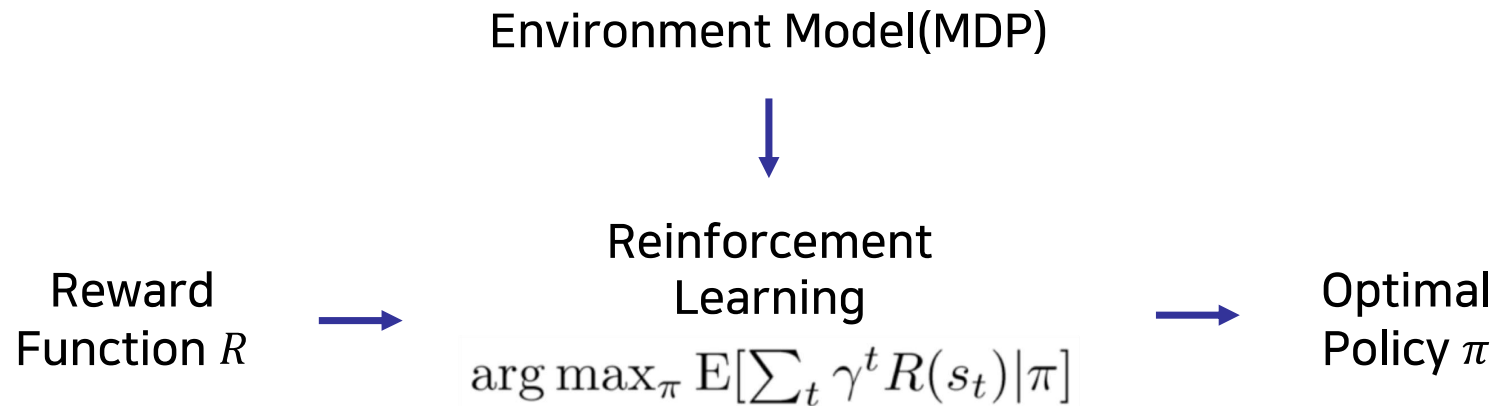 Environment Model(MDP)
Reinforcement
Learning
Reward
Function R
arg max_π E[∑_t γ^t R(s_t)|π]
Optimal
Policy π